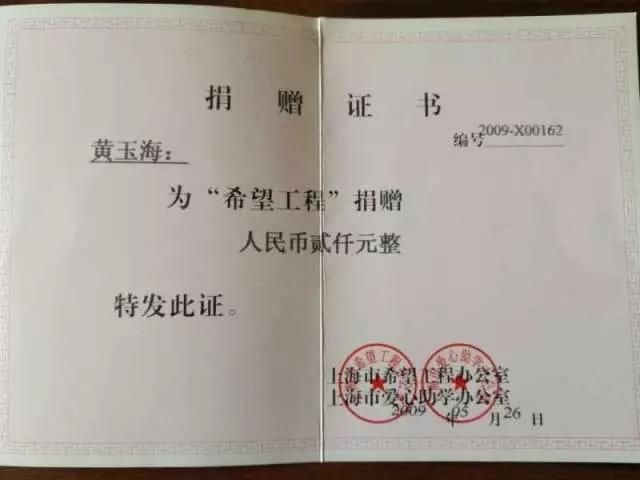 捐赠证书
编号2009-X00162
黄玉海：
为“希望工程”捐赠
人民币贰仟元整
特发此证。
上海市希望工程办公室
上海市爱心助学办公室
2009年05月26日